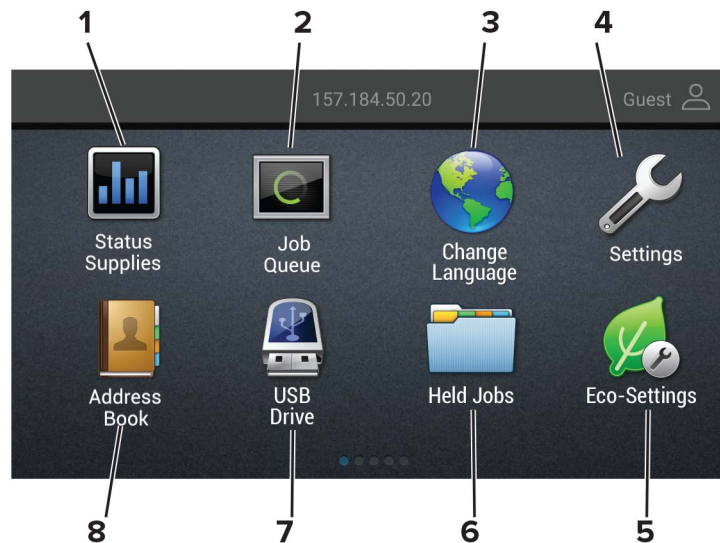 1 2 3 4
157.184.50.20 Guest
Status
Supplies
Job
Queue
Change
Language
Settings
Address
Book
USB
Drive
Held Jobs
Eco-Settings
8 7 6 5